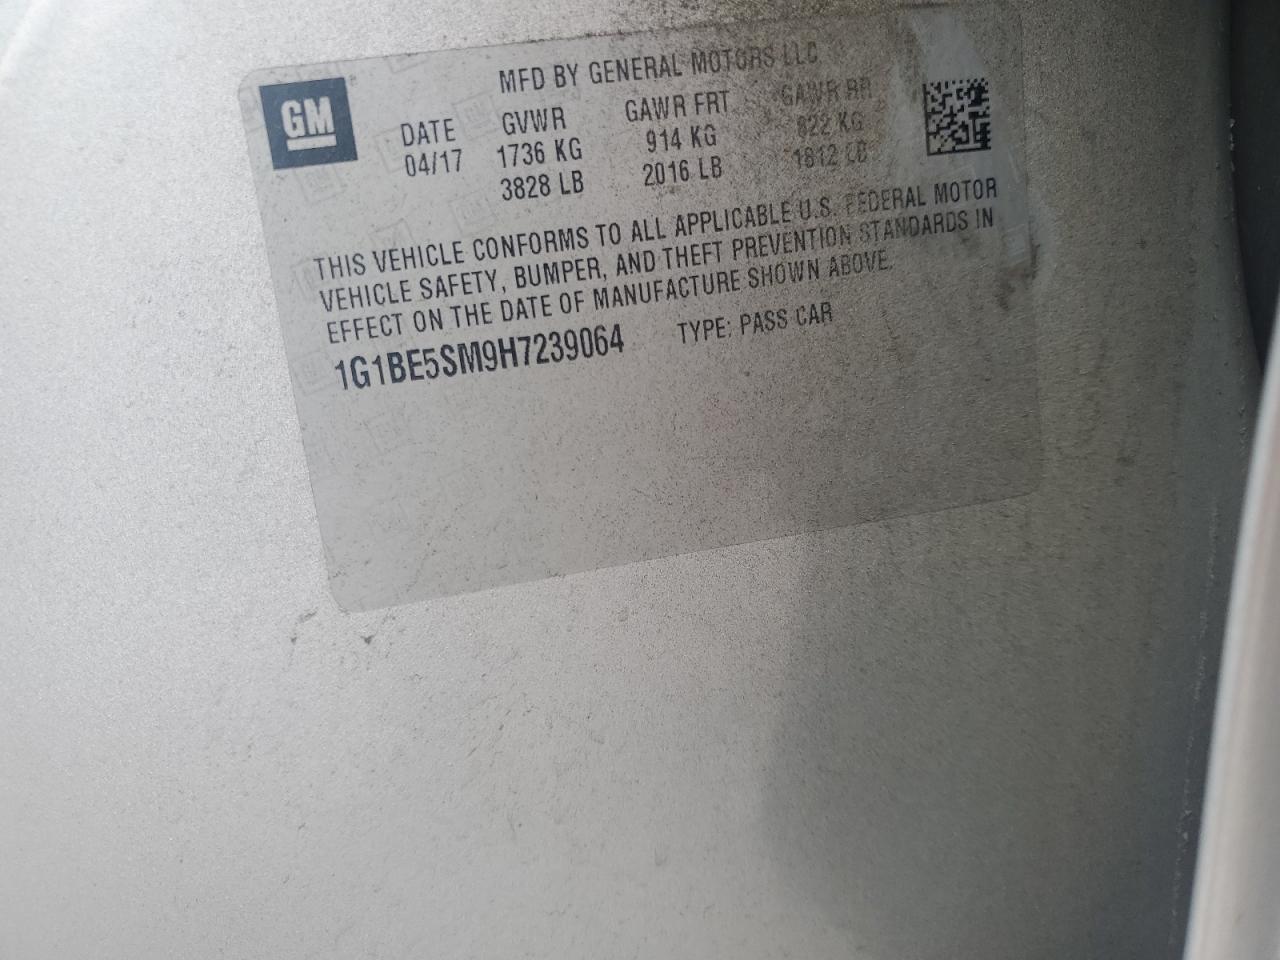 MFD BY GENERAL MOTORS LLC
GM
DATE GVWR GAWR FRT GAWR RR
04/17 1736 KG 914 KG 822 KG
3828 LB 2016 LB 1812 LB
THIS VEHICLE CONFORMS TO ALL APPLICABLE U.S. FEDERAL MOTOR
VEHICLE SAFETY, BUMPER, AND THEFT PREVENTION STANDARDS IN
EFFECT ON THE DATE OF MANUFACTURE SHOWN ABOVE.
1G1BE5SM9H7239064 TYPE: PASS CAR